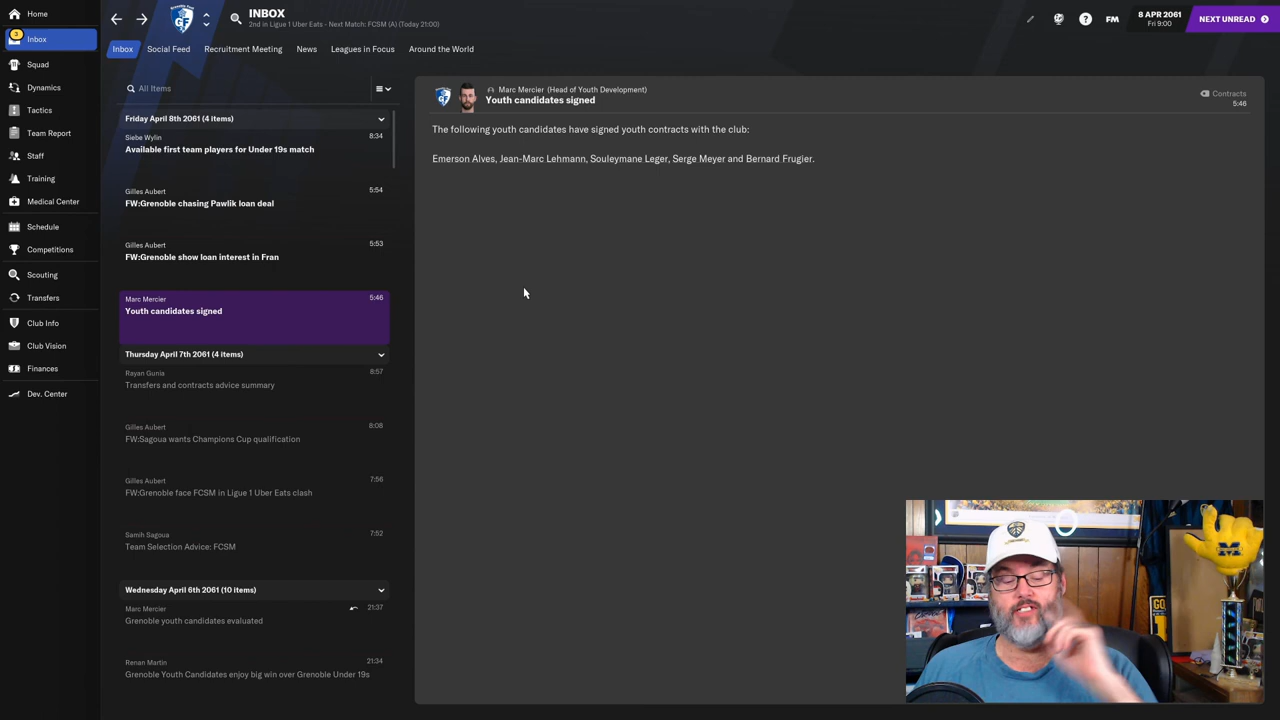 Home
3
Inbox
Squad
Dynamics
Tactics
Team Report
Staff
Training
Medical Center
Schedule
Competitions
Scouting
Transfers
Club Info
Club Vision
Finances
Dev. Center
GF
INBOX
2nd in Ligue 1 Uber Eats - Next Match: FCSM (A) (Today 21:00)
?
FM
8 APR 2061
Fri 9:00
NEXT UNREAD
Inbox
Social Feed
Recruitment Meeting
News
Leagues in Focus
Around the World
All Items
Friday April 8th 2061 (4 items)
Siebe Wylin 8:34
Available first team players for Under 19s match
Gilles Aubert 5:54
FW:Grenoble chasing Pawlik loan deal
Gilles Aubert 5:53
FW:Grenoble show loan interest in Fran
Marc Mercier 5:46
Youth candidates signed
Thursday April 7th 2061 (4 items)
Rayan Gunia 8:57
Transfers and contracts advice summary
Gilles Aubert 8:08
FW:Sagoua wants Champions Cup qualification
Gilles Aubert 7:56
FW:Grenoble face FCSM in Ligue 1 Uber Eats clash
Samih Sagoua 7:52
Team Selection Advice: FCSM
Wednesday April 6th 2061 (10 items)
Marc Mercier 21:37
Grenoble youth candidates evaluated
Renan Martin 21:34
Grenoble Youth Candidates enjoy big win over Grenoble Under 19s
Marc Mercier (Head of Youth Development)
Youth candidates signed
Contracts
5:46
The following youth candidates have signed youth contracts with the club:
Emerson Alves, Jean-Marc Lehmann, Souleymane Leger, Serge Meyer and Bernard Frugier.
M
GO